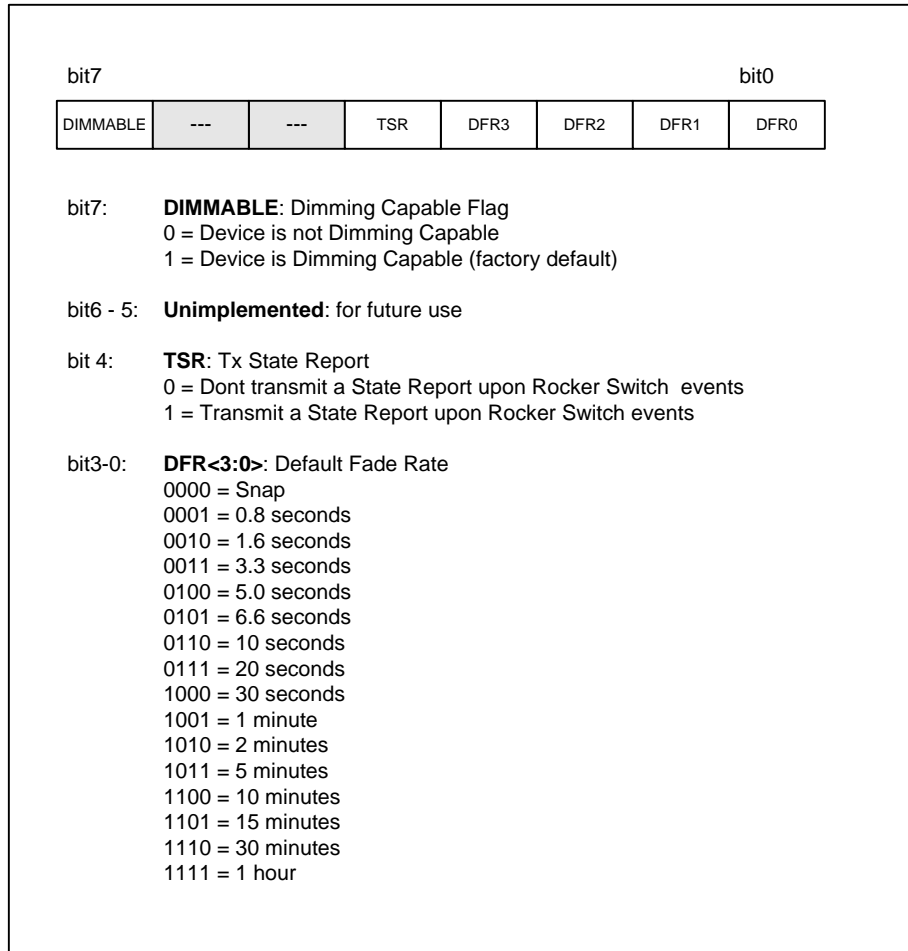 bit7 bit0
DIMMABLE --- --- TSR DFR3 DFR2 DFR1 DFR0
bit7: DIMMABLE: Dimming Capable Flag
0 = Device is not Dimming Capable
1 = Device is Dimming Capable (factory default)
bit6 - 5: Unimplemented: for future use
bit 4: TSR: Tx State Report
0 = Dont transmit a State Report upon Rocker Switch events
1 = Transmit a State Report upon Rocker Switch events
bit3-0: DFR<3:0>: Default Fade Rate
0000 = Snap
0001 = 0.8 seconds
0010 = 1.6 seconds
0011 = 3.3 seconds
0100 = 5.0 seconds
0101 = 6.6 seconds
0110 = 10 seconds
0111 = 20 seconds
1000 = 30 seconds
1001 = 1 minute
1010 = 2 minutes
1011 = 5 minutes
1100 = 10 minutes
1101 = 15 minutes
1110 = 30 minutes
1111 = 1 hour